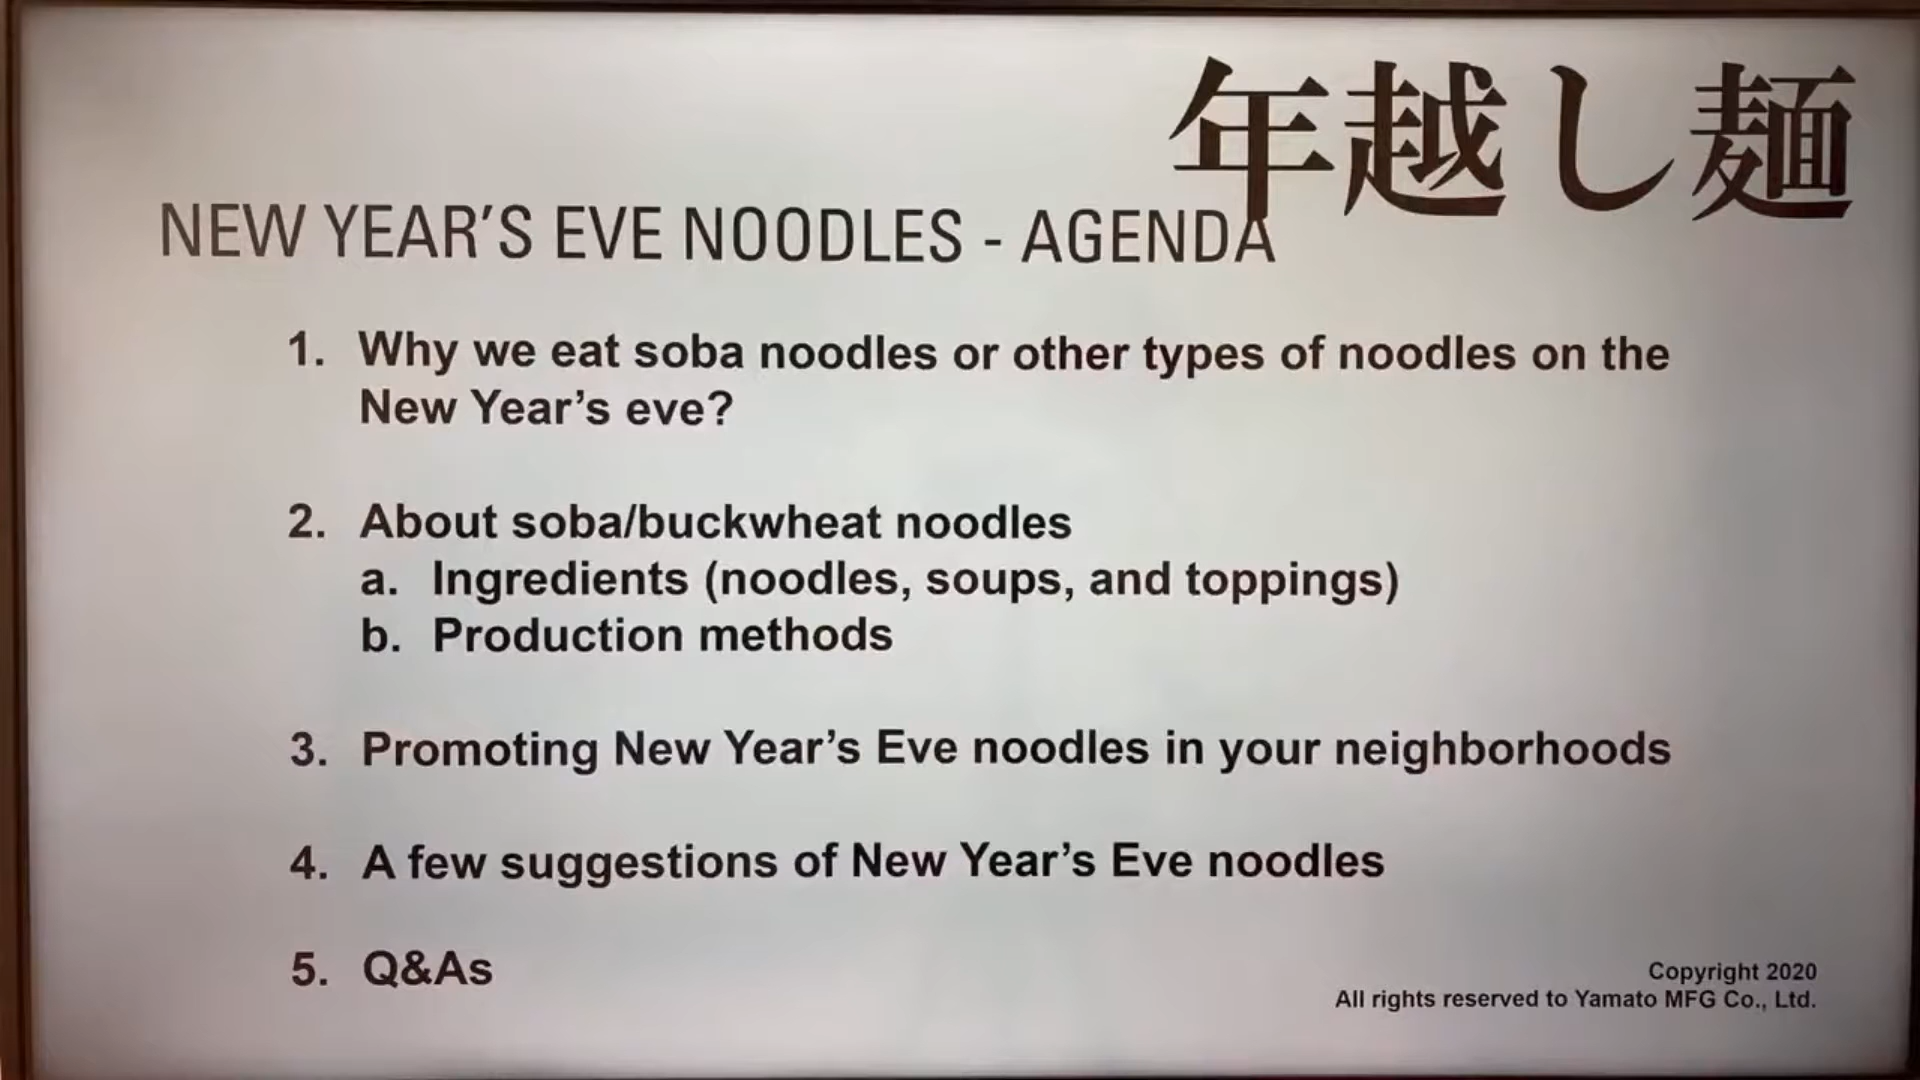 年越し麺
NEW YEAR'S EVE NOODLES - AGENDA
1. Why we eat soba noodles or other types of noodles on the
New Year's eve?
2. About soba/buckwheat noodles
a. Ingredients (noodles, soups, and toppings)
b. Production methods
3. Promoting New Year's Eve noodles in your neighborhoods
4. A few suggestions of New Year's Eve noodles
5. Q&As
Copyright 2020
All rights reserved to Yamato MFG Co., Ltd.